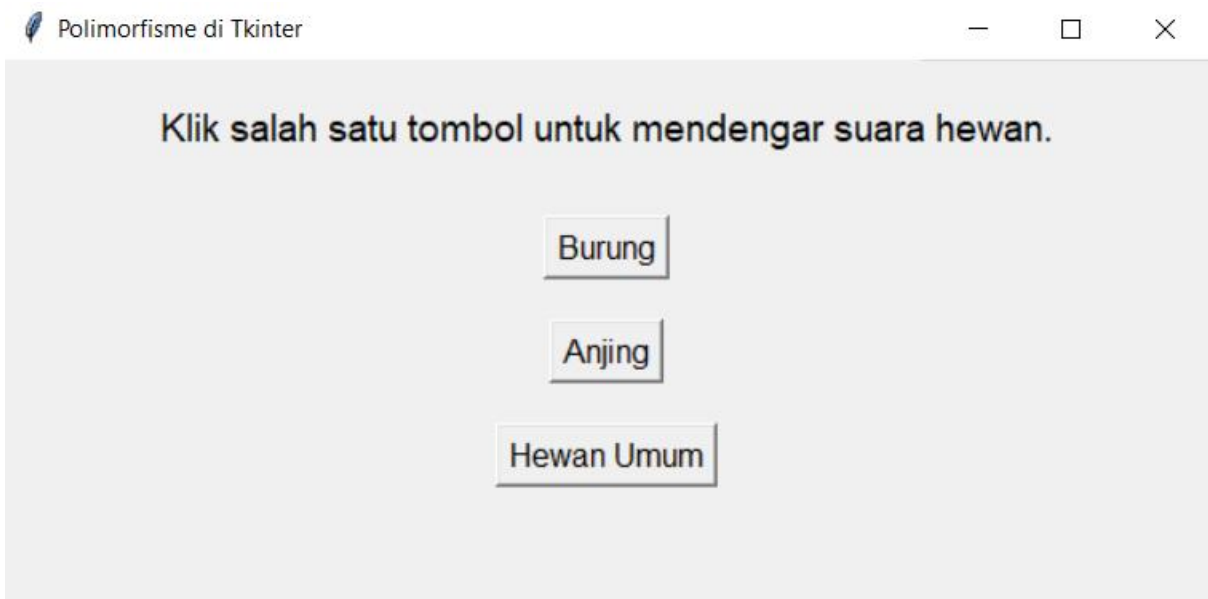 Polimorfisme di Tkinter
Klik salah satu tombol untuk mendengar suara hewan.
Burung
Anjing
Hewan Umum